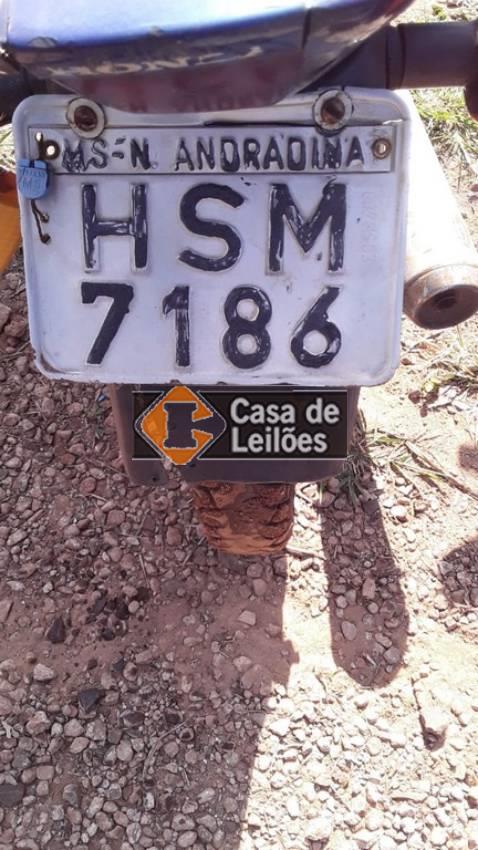 MS-N ANDRADINA
HSM
7186
Casa de
Leilões